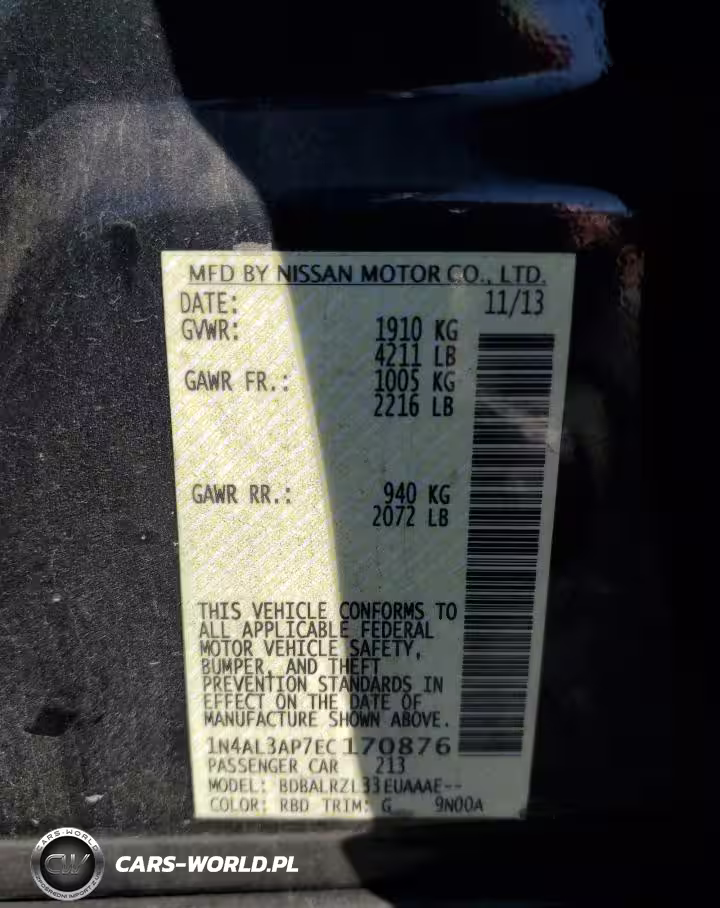 MFD BY NISSAN MOTOR CO., LTD.
DATE: 11/13
GVWR: 1910 KG
4211 LB
GAWR FR.: 1005 KG
2216 LB
GAWR RR.: 940 KG
2072 LB
THIS VEHICLE CONFORMS TO
ALL APPLICABLE FEDERAL
MOTOR VEHICLE SAFETY,
BUMPER, AND THEFT
PREVENTION STANDARDS IN
EFFECT ON THE DATE OF
MANUFACTURE SHOWN ABOVE.
1N4AL3AP7EC170876
PASSENGER CAR 213
MODEL: BDBALRZL33EUAAAE--
COLOR: RBD TRIM: G 9N00A
CARS-WORLD
CW
CARS-WORLD.PL